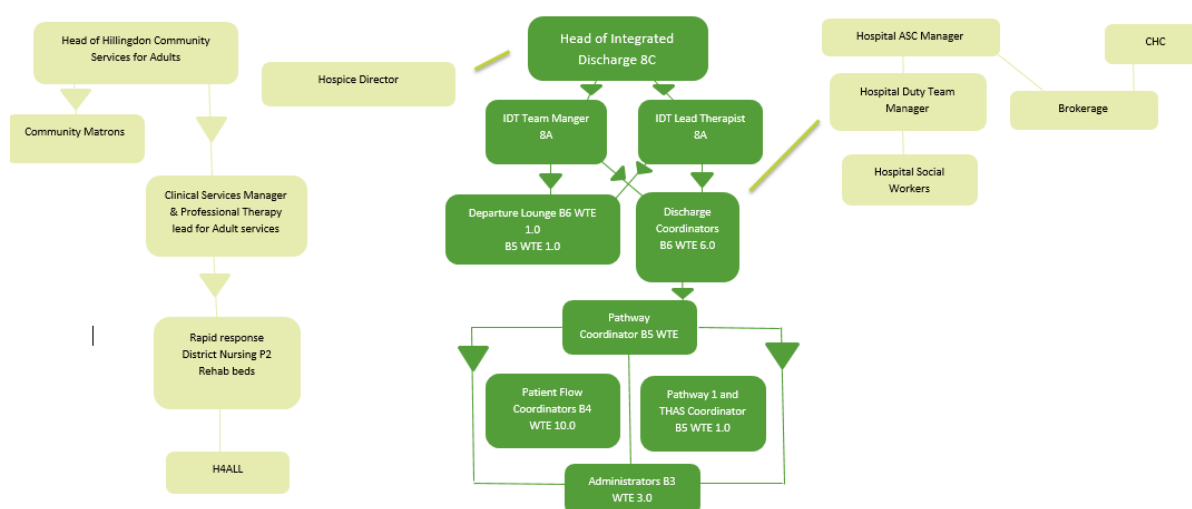 Head of Hillingdon Community
Services for Adults
Community Matrons
Clinical Services Manager
& Professional Therapy
lead for Adult services
Rapid response
District Nursing P2
Rehab beds
H4ALL
Hospice Director
Head of Integrated
Discharge 8C
IDT Team Manger
8A
IDT Lead Therapist
8A
Departure Lounge B6 WTE
1.0
B5 WTE 1.0
Discharge
Coordinators
B6 WTE 6.0
Pathway
Coordinator B5 WTE
Patient Flow
Coordinators B4
WTE 10.0
Pathway 1 and
THAS Coordinator
B5 WTE 1.0
Administrators B3
WTE 3.0
Hospital ASC Manager
Hospital Duty Team
Manager
Hospital Social
Workers
CHC
Brokerage